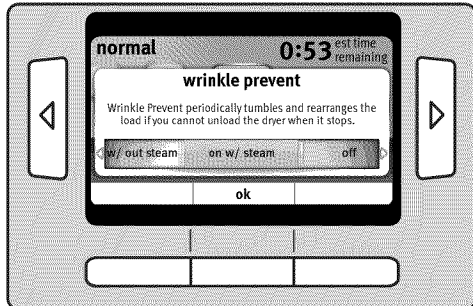 normal 0:53 est time
remaining
wrinkle prevent
Wrinkle Prevent periodically tumbles and rearranges the
load if you cannot unload the dryer when it stops.
w/ out steam on w/ steam off
ok